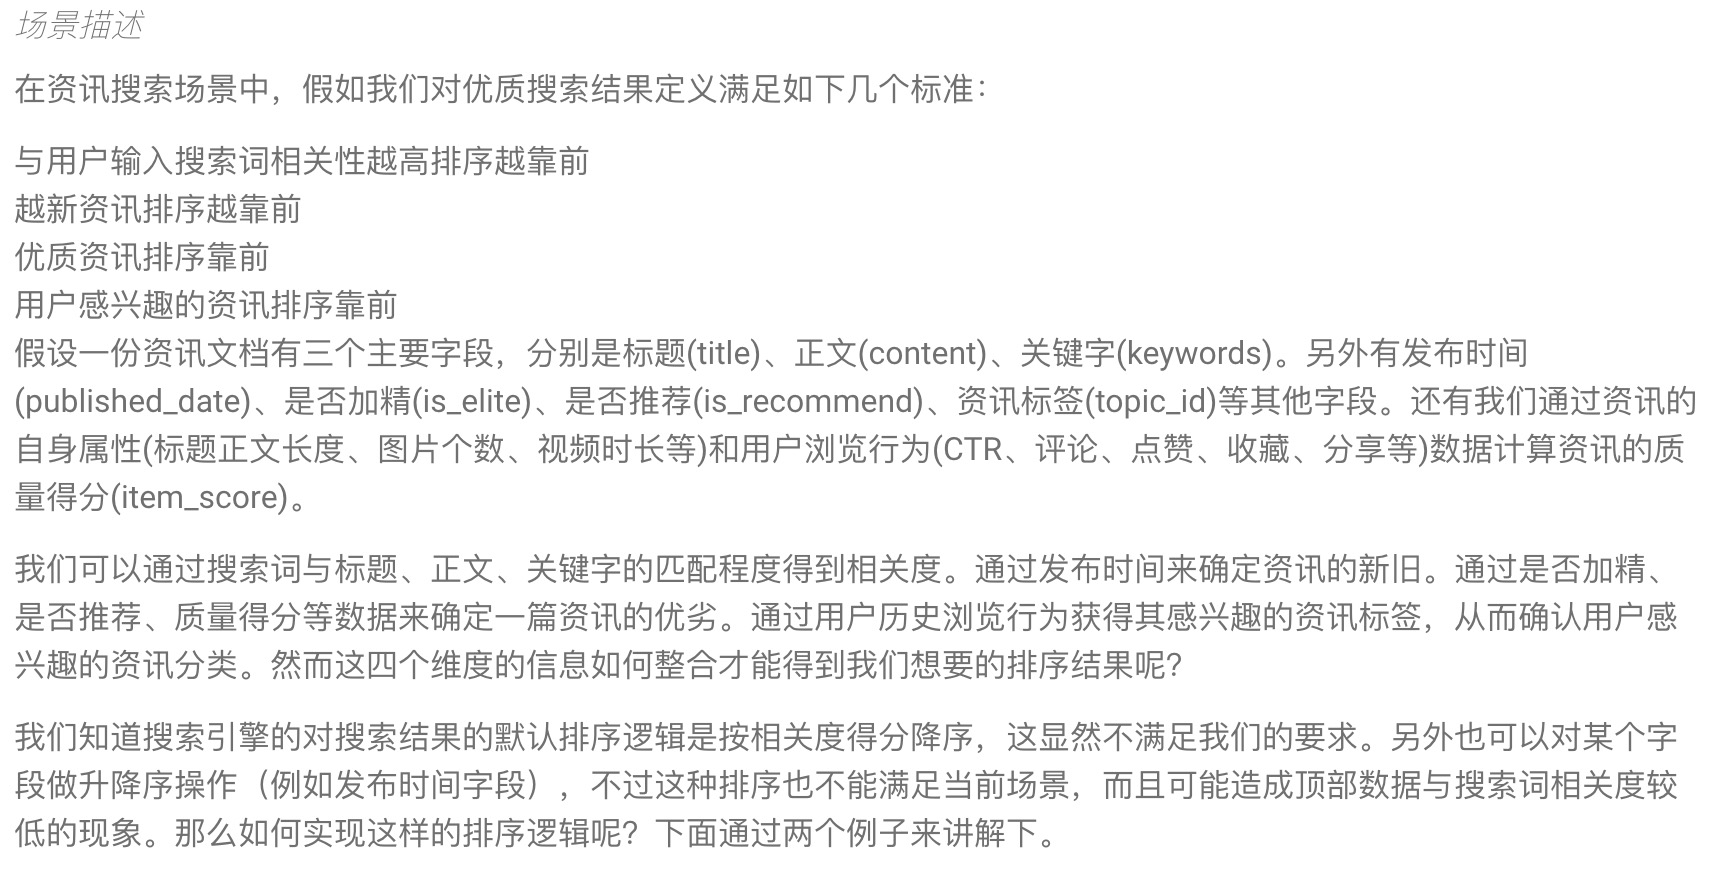 场景描述
在资讯搜索场景中，假如我们对优质搜索结果定义满足如下几个标准：
与用户输入搜索词相关性越高排序越靠前
越新资讯排序越靠前
优质资讯排序靠前
用户感兴趣的资讯排序靠前
假设一份资讯文档有三个主要字段，分别是标题(title)、正文(content)、关键字(keywords)。另外有发布时间
(published_date)、是否加精(is_elite)、是否推荐(is_recommend)、资讯标签(topic_id)等其他字段。还有我们通过资讯的
自身属性(标题正文长度、图片个数、视频时长等)和用户浏览行为(CTR、评论、点赞、收藏、分享等)数据计算资讯的质
量得分(item_score)。
我们可以通过搜索词与标题、正文、关键字的匹配程度得到相关度。通过发布时间来确定资讯的新旧。通过是否加精、
是否推荐、质量得分等数据来确定一篇资讯的优劣。通过用户历史浏览行为获得其感兴趣的资讯标签，从而确认用户感
兴趣的资讯分类。然而这四个维度的信息如何整合才能得到我们想要的排序结果呢？
我们知道搜索引擎的对搜索结果的默认排序逻辑是按相关度得分降序，这显然不满足我们的要求。另外也可以对某个字
段做升降序操作（例如发布时间字段），不过这种排序也不能满足当前场景，而且可能造成顶部数据与搜索词相关度较
低的现象。那么如何实现这样的排序逻辑呢？下面通过两个例子来讲解下。